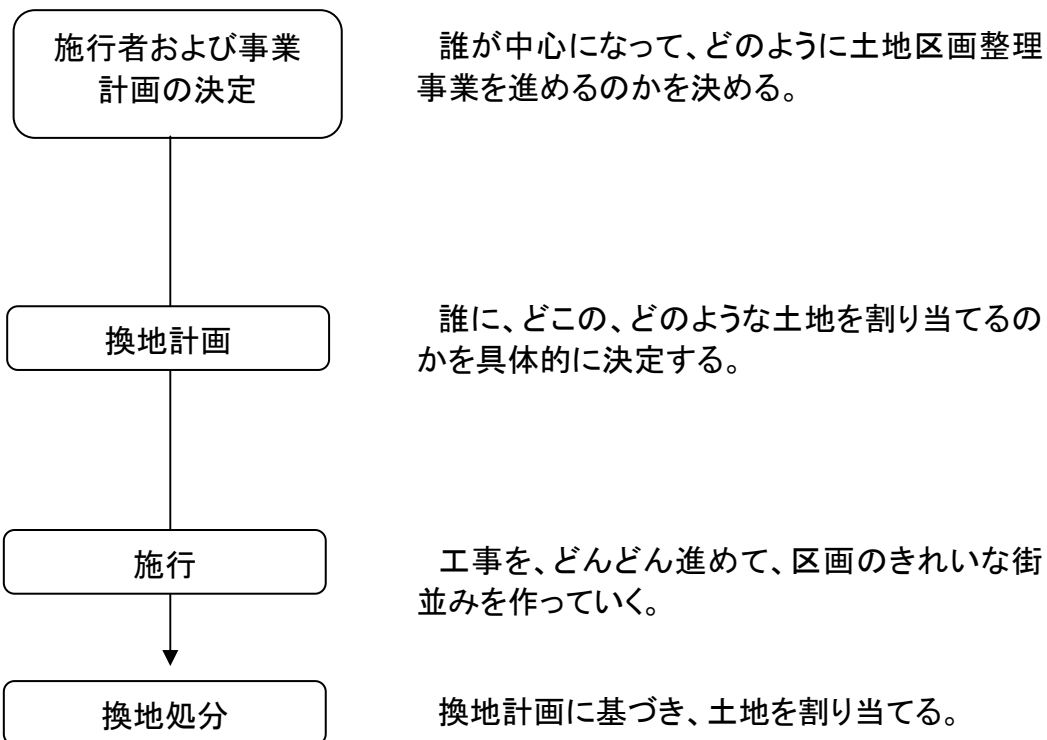 施行者および事業
計画の決定
誰が中心になって、どのように土地区画整理
事業を進めるのかを決める。
換地計画
誰に、どこの、どのような土地を割り当てるの
かを具体的に決定する。
施行
工事を、どんどん進めて、区画のきれいな街
並みを作っていく。
換地処分
換地計画に基づき、土地を割り当てる。